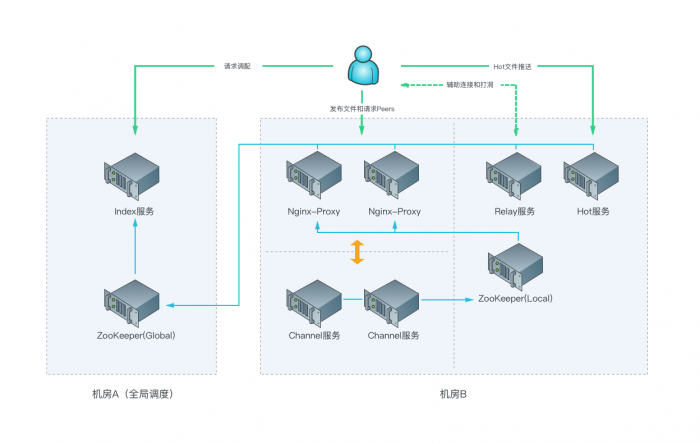 请求调配
Hot文件推送
辅助连接和打洞
发布文件和请求Peers
Index服务
Nginx-Proxy
Nginx-Proxy
Relay服务
Hot服务
ZooKeeper(Global)
Channel服务
Channel服务
ZooKeeper(Local)
机房A（全局调度）
机房B